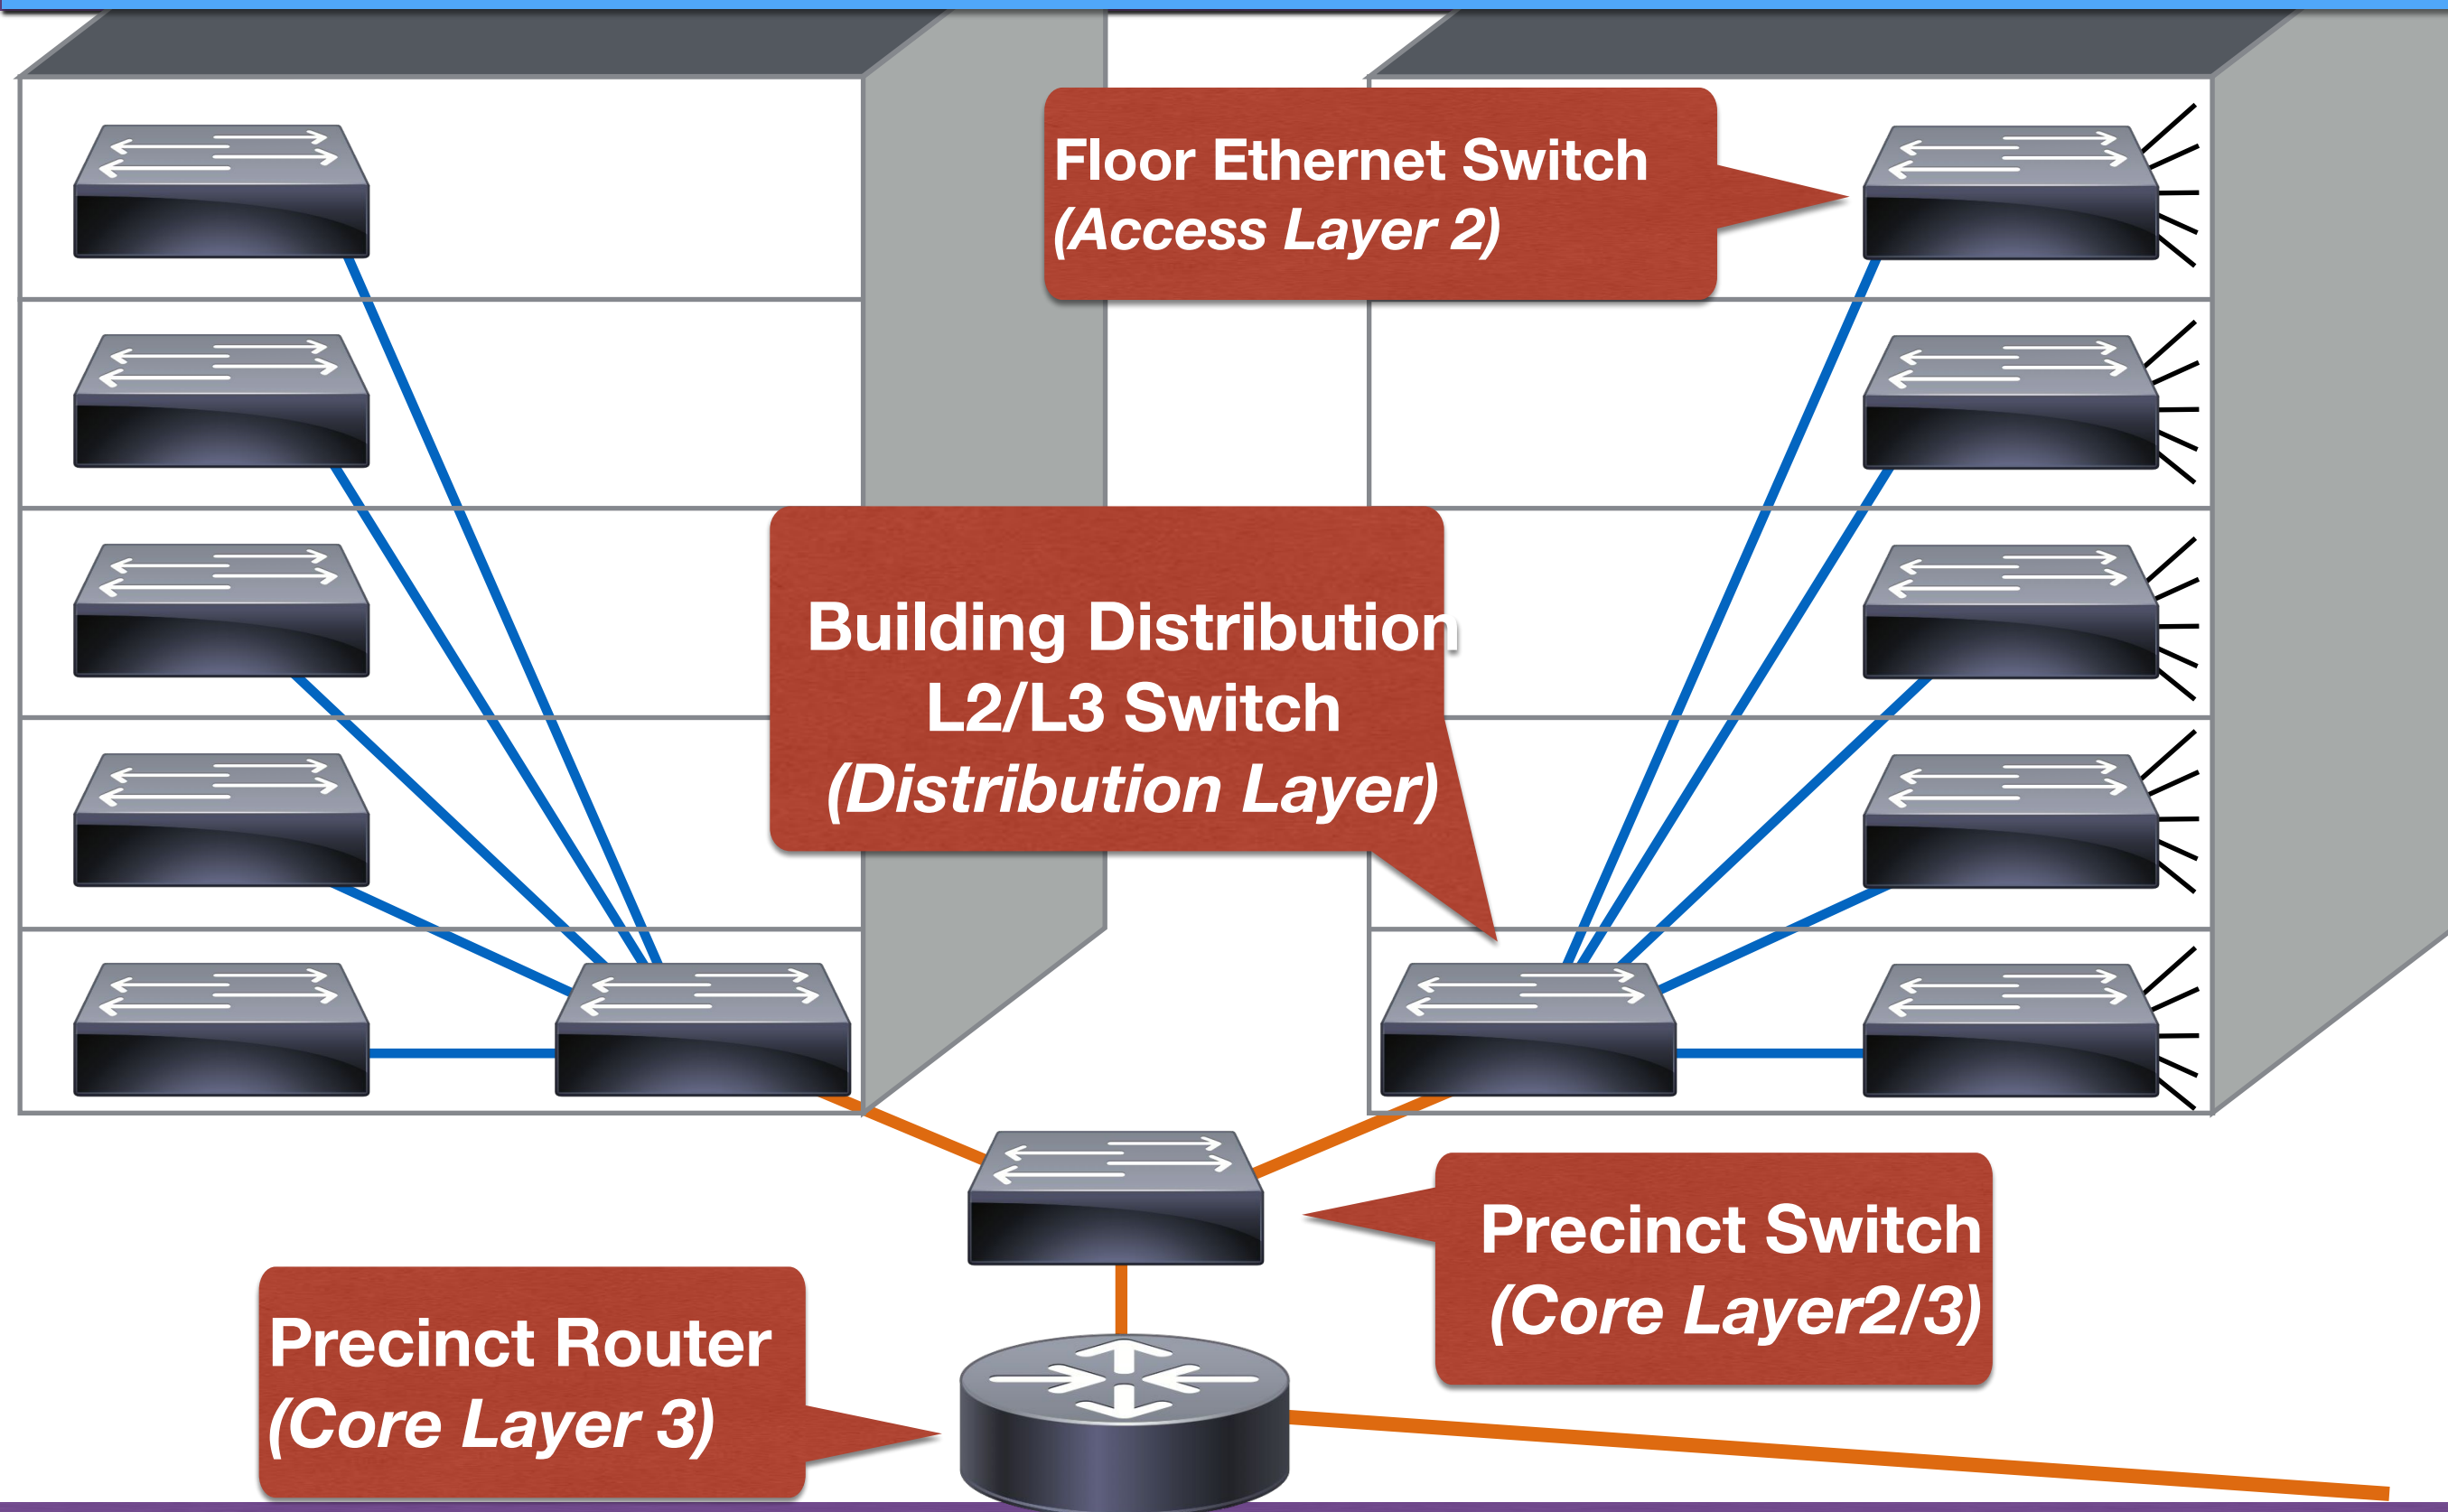 Floor Ethernet Switch
(Access Layer 2)
Building Distribution
L2/L3 Switch
(Distribution Layer)
Precinct Switch
(Core Layer2/3)
Precinct Router
(Core Layer 3)